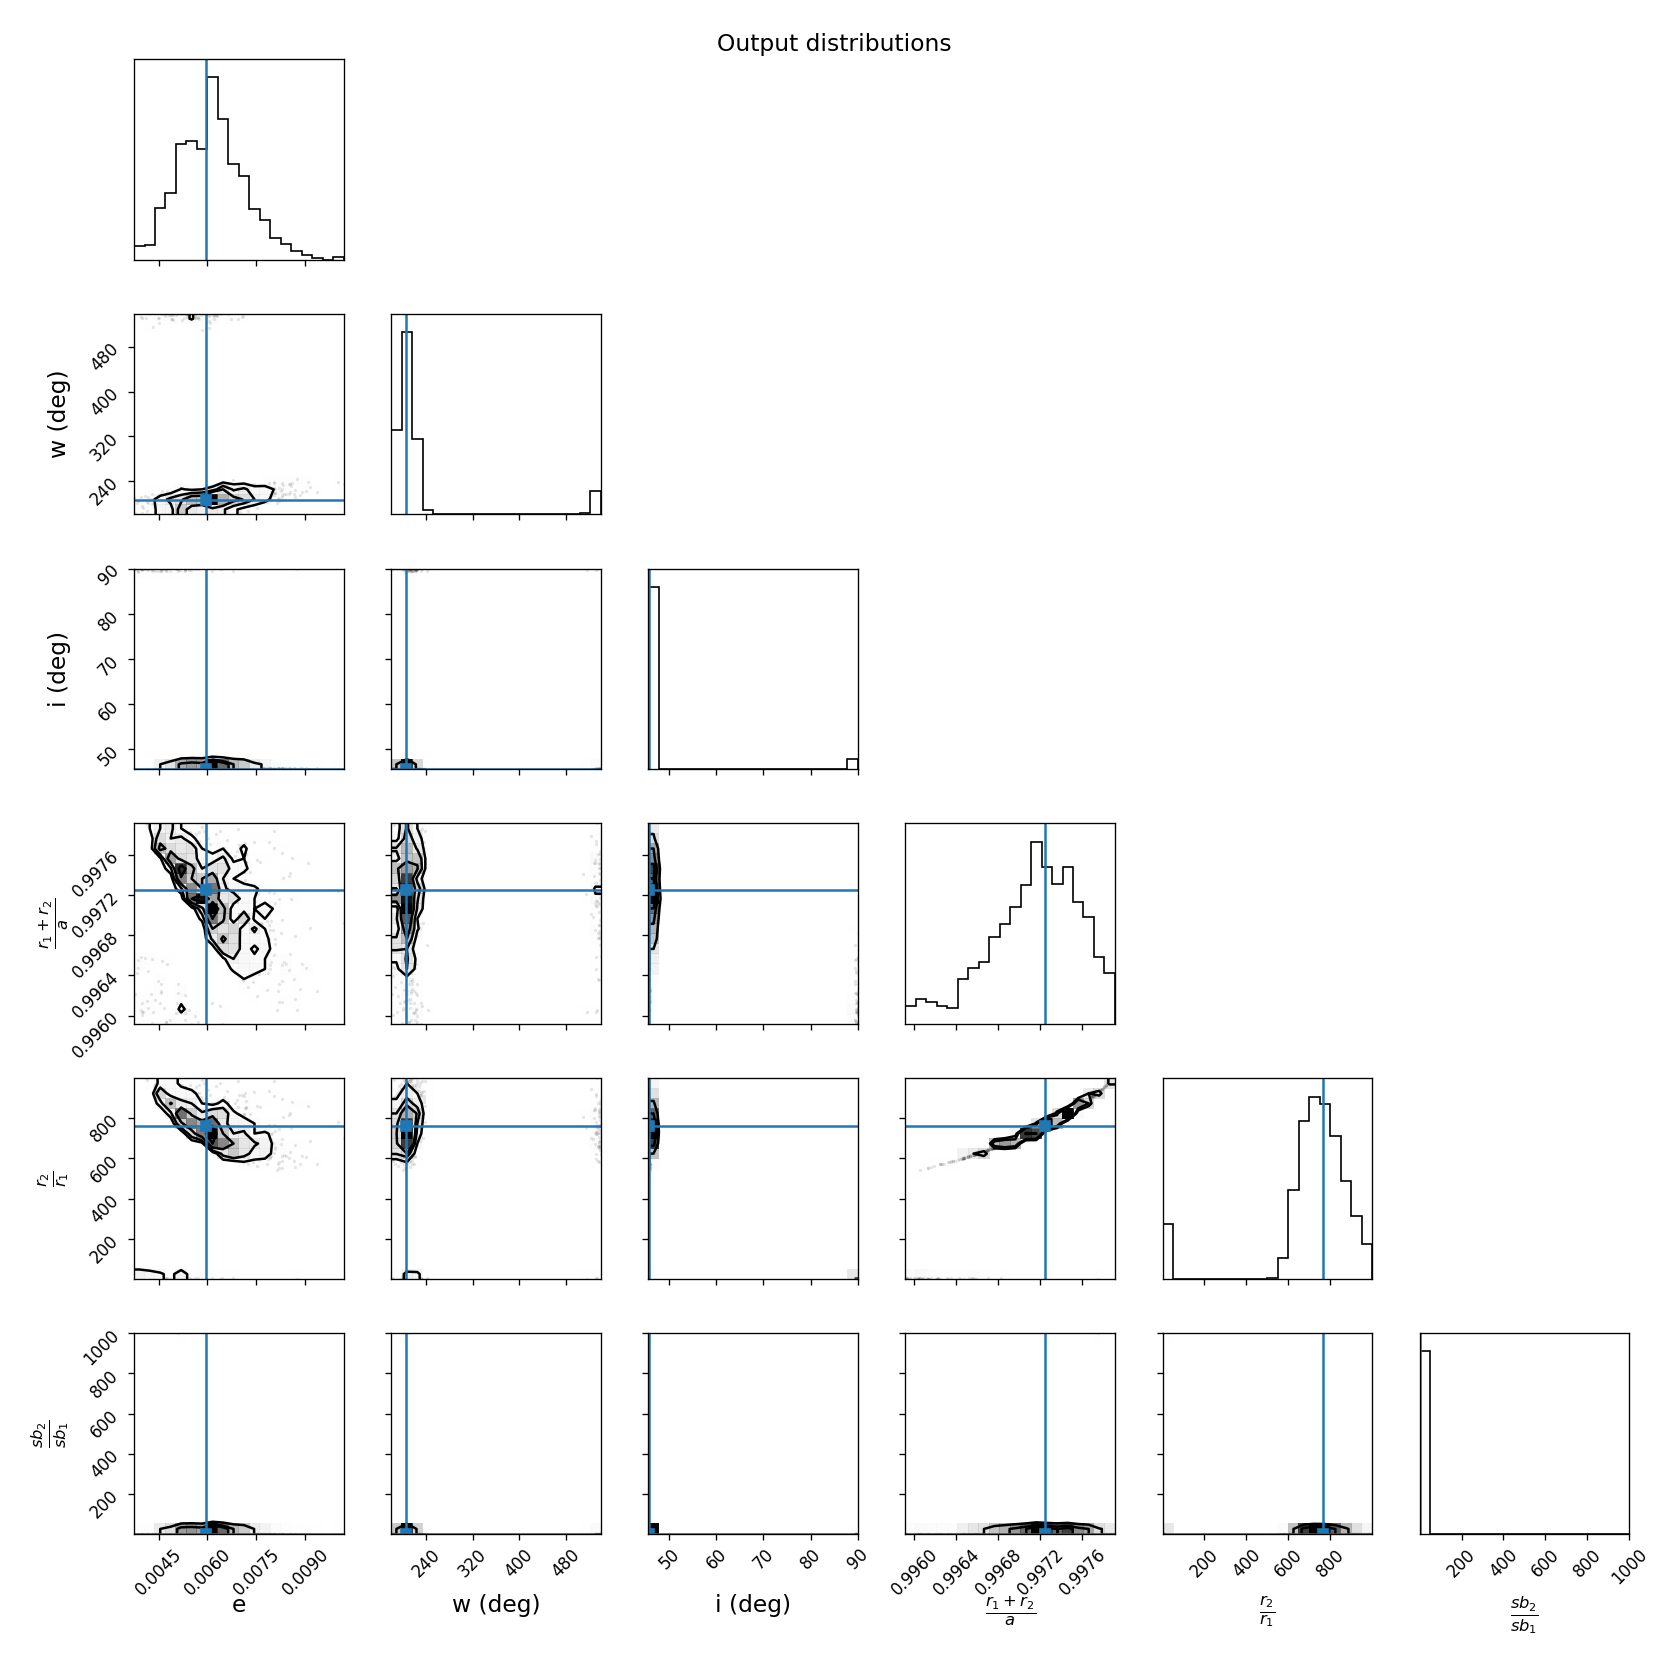 Output distributions
480
400
320
240
w (deg)
90
80
70
60
50
i (deg)
0.9976
0.9972
0.9968
0.9964
0.9960
r₁ + r₂
a
800
600
400
200
r₂
r₁
1000
800
600
400
200
sb₂
sb₁
0.0045 0.0060 0.0075 0.0090
e
240 320 400 480
w (deg)
50 60 70 80 90
i (deg)
0.9960 0.9964 0.9968 0.9972 0.9976
r₁ + r₂
a
200 400 600 800
r₂
r₁
200 400 600 800 1000
sb₂
sb₁